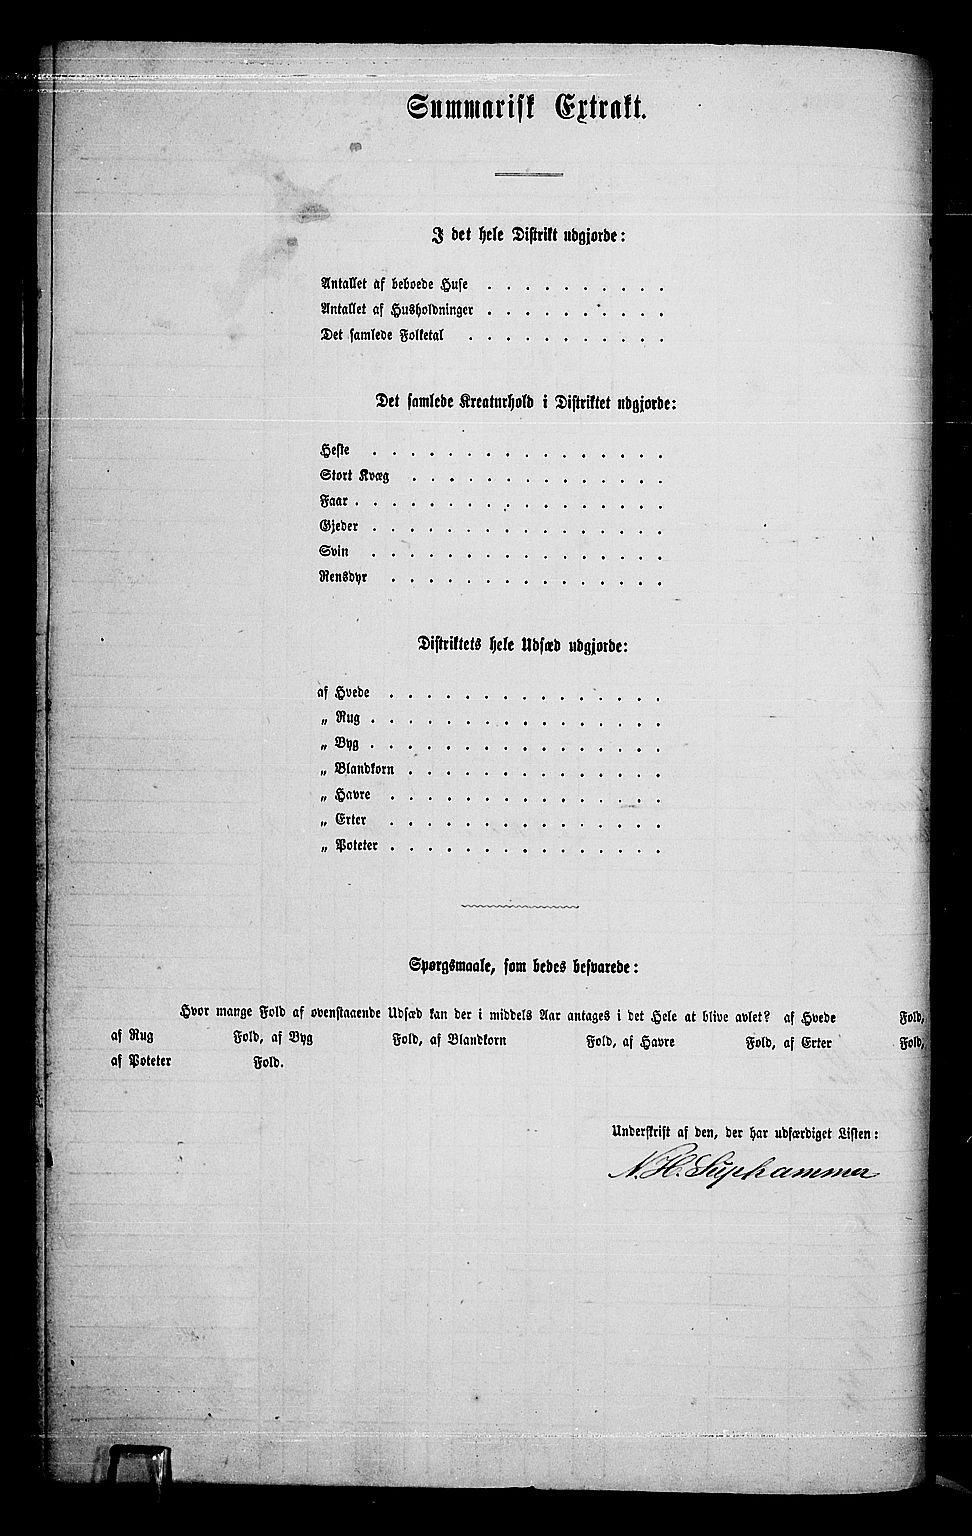 Summarisk Extrakt.
I det hele Distrikt udgjorde:
Antallet af beboede Huse . . . . . . . . . .
Antallet af Husholdninger . . . . . . . . . .
Det samlede Folketal . . . . . . . . . . .
Det samlede Kreaturhold i Distriktet udgjorde:
Heste . . . . . . . . . . . . . . . .
Stort Kvæg . . . . . . . . . . . . . .
Faar . . . . . . . . . . . . . . . . .
Gjeder . . . . . . . . . . . . . . . .
Svin . . . . . . . . . . . . . . . .
Rensdyr . . . . . . . . . . . . . . .
Distriktets hele Udsæd udgjorde:
af Hvede . . . . . . . . . . . . . . .
„ Rug . . . . . . . . . . . . . . . .
„ Byg . . . . . . . . . . . . . . . .
„ Blandkorn . . . . . . . . . . . . . .
„ Havre . . . . . . . . . . . . . . .
„ Erter . . . . . . . . . . . . . . .
„ Poteter . . . . . . . . . . . . . . .
Spørgsmaale, som bedes besvarede:
Hvor mange Fold af ovenstaaende Udsæd kan der i middels Aar antages i det Hele at blive avlet? af Hvede Fold,
af Rug Fold, af Byg Fold, af Blandkorn Fold, af Havre Fold, af Erter Fold,
af Poteter Fold.
Underskrift af den, der har udfærdiget Listen:
N. H.